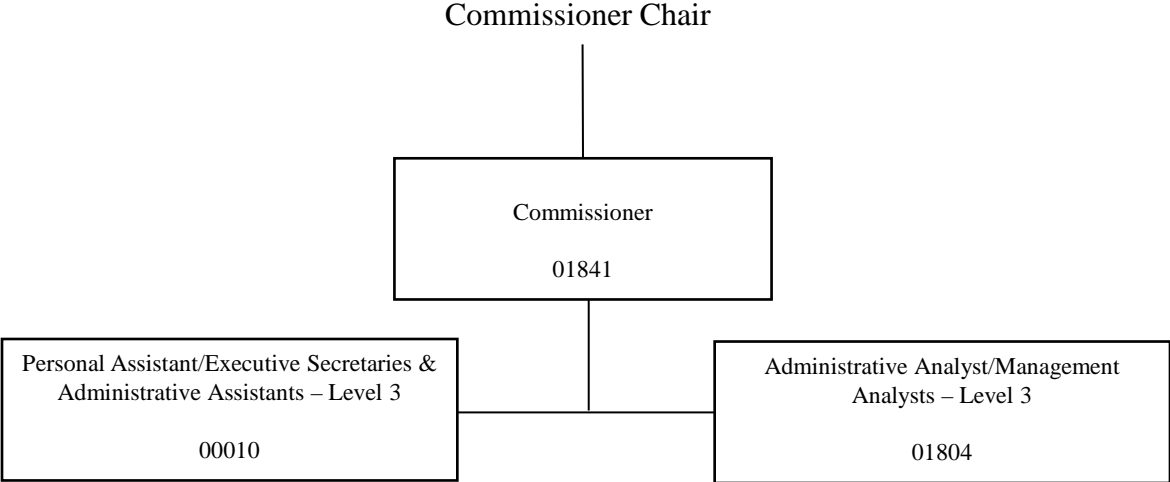 Commissioner Chair
Commissioner
01841
Personal Assistant/Executive Secretaries &
Administrative Assistants – Level 3
00010
Administrative Analyst/Management
Analysts – Level 3
01804